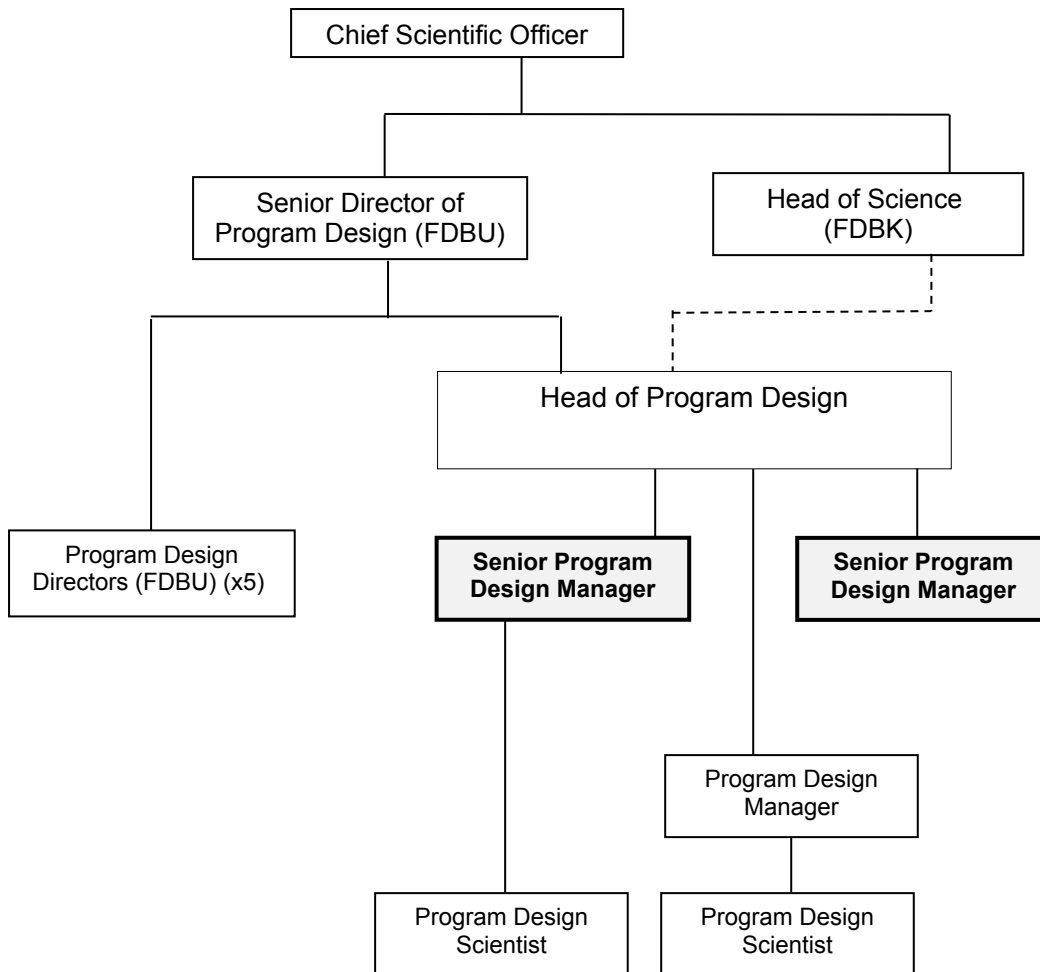 Chief Scientific Officer
Senior Director of
Program Design (FDBU)
Head of Science
(FDBK)
Head of Program Design
Program Design
Directors (FDBU) (x5)
Senior Program
Design Manager
Senior Program
Design Manager
Program Design
Manager
Program Design
Scientist
Program Design
Scientist